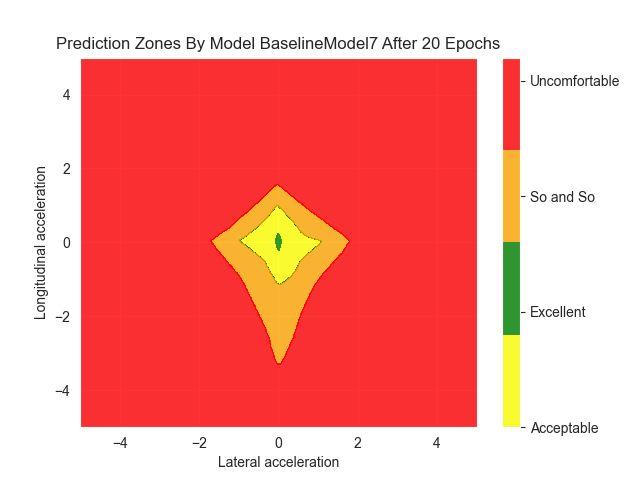 Prediction Zones By Model BaselineModel7 After 20 Epochs
Longitudinal acceleration
4
2
0
−2
−4
−4 −2 0 2 4
Lateral acceleration
Uncomfortable
So and So
Excellent
Acceptable